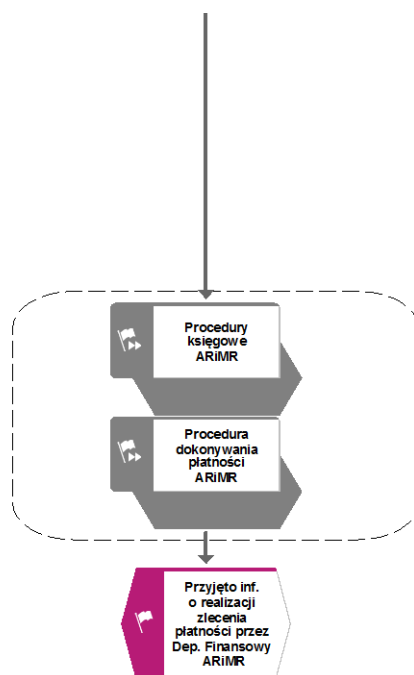 Procedury
księgowe
ARiMR
Procedura
dokonywania
płatności
ARiMR
Przyjęto inf.
o realizacji
zlecenia
płatności przez
Dep. Finansowy
ARiMR